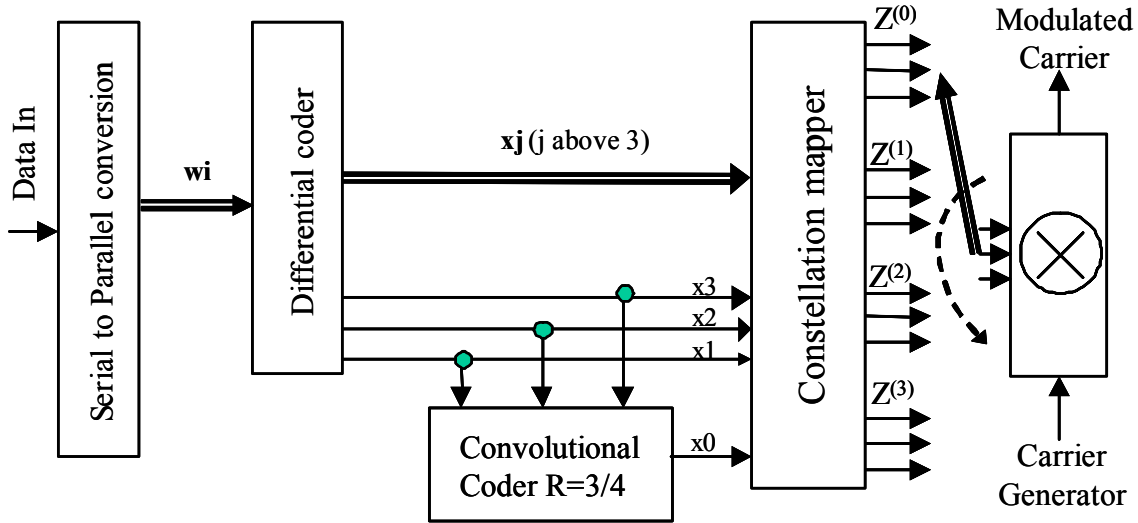 Data In
Serial to Parallel conversion
wi
Differential coder
xj (j above 3)
x3
x2
x1
Convolutional
Coder R=3/4
x0
Constellation mapper
Z(0)
Z(1)
Z(2)
Z(3)
Modulated
Carrier
Carrier
Generator